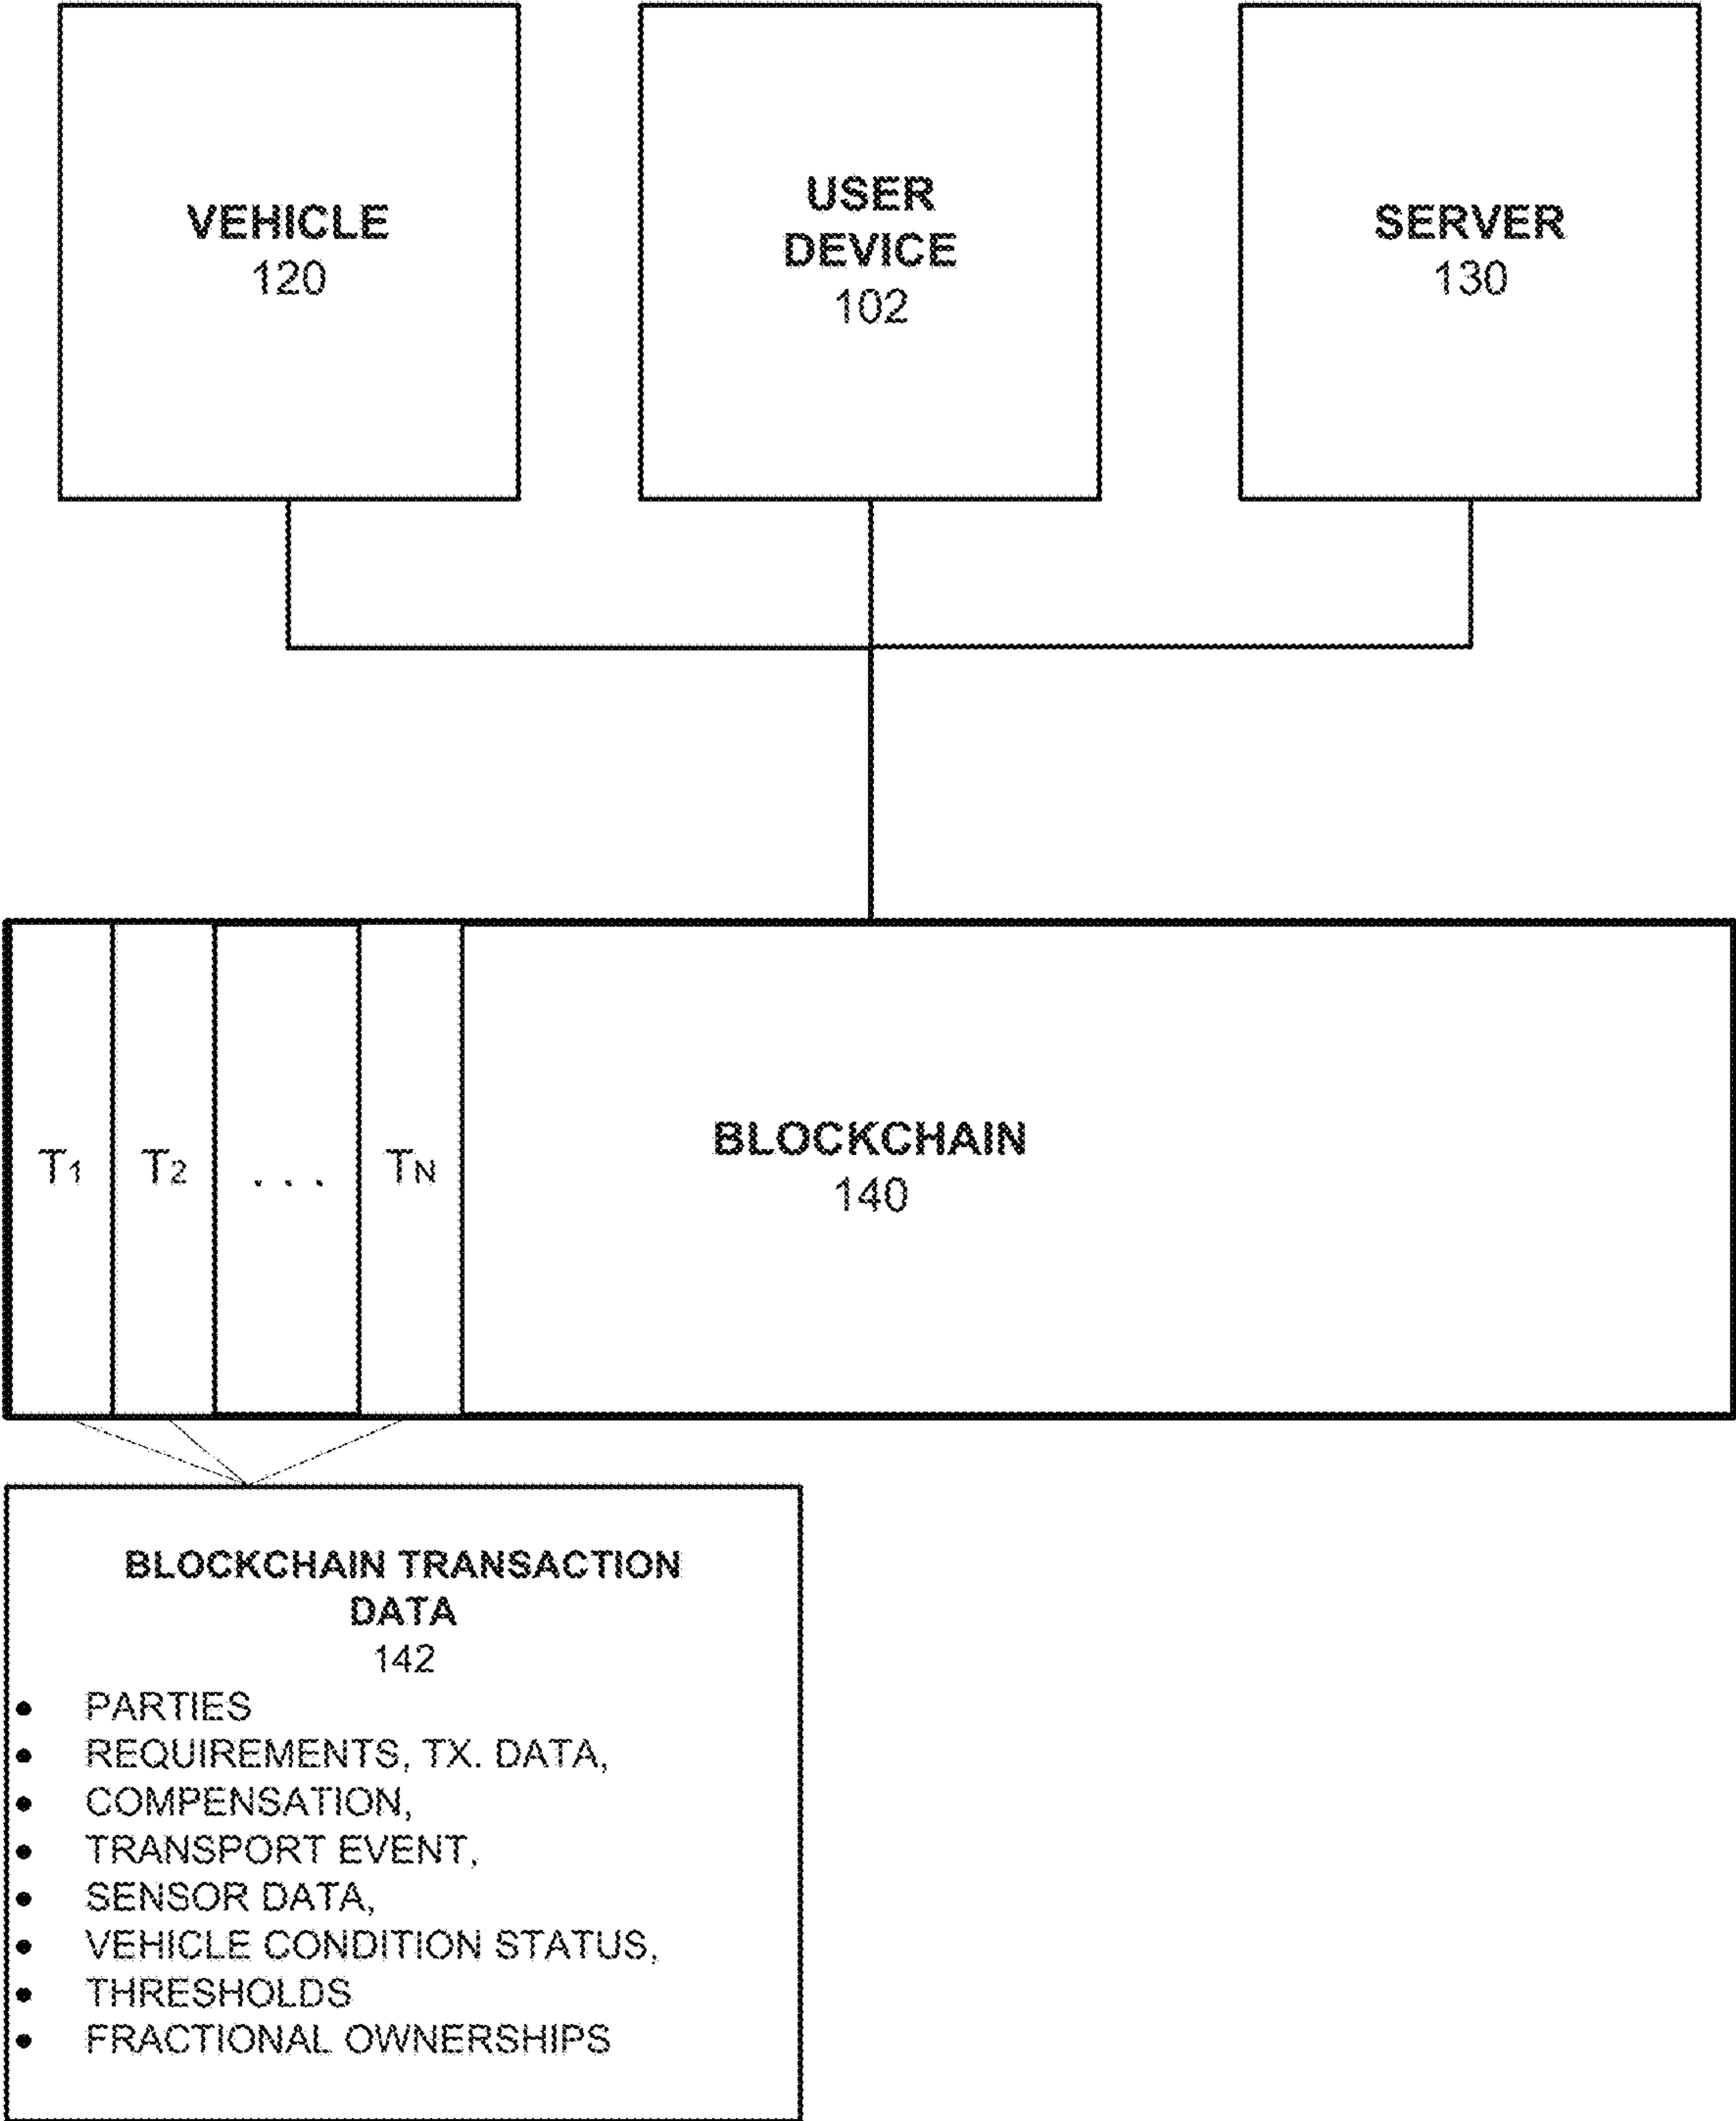 VEHICLE
120
USER
DEVICE
102
SERVER
130
T1
T2
. . .
TN
BLOCKCHAIN
140
BLOCKCHAIN TRANSACTION
DATA
142
• PARTIES
• REQUIREMENTS, TX. DATA,
• COMPENSATION,
• TRANSPORT EVENT,
• SENSOR DATA,
• VEHICLE CONDITION STATUS,
• THRESHOLDS
• FRACTIONAL OWNERSHIPS